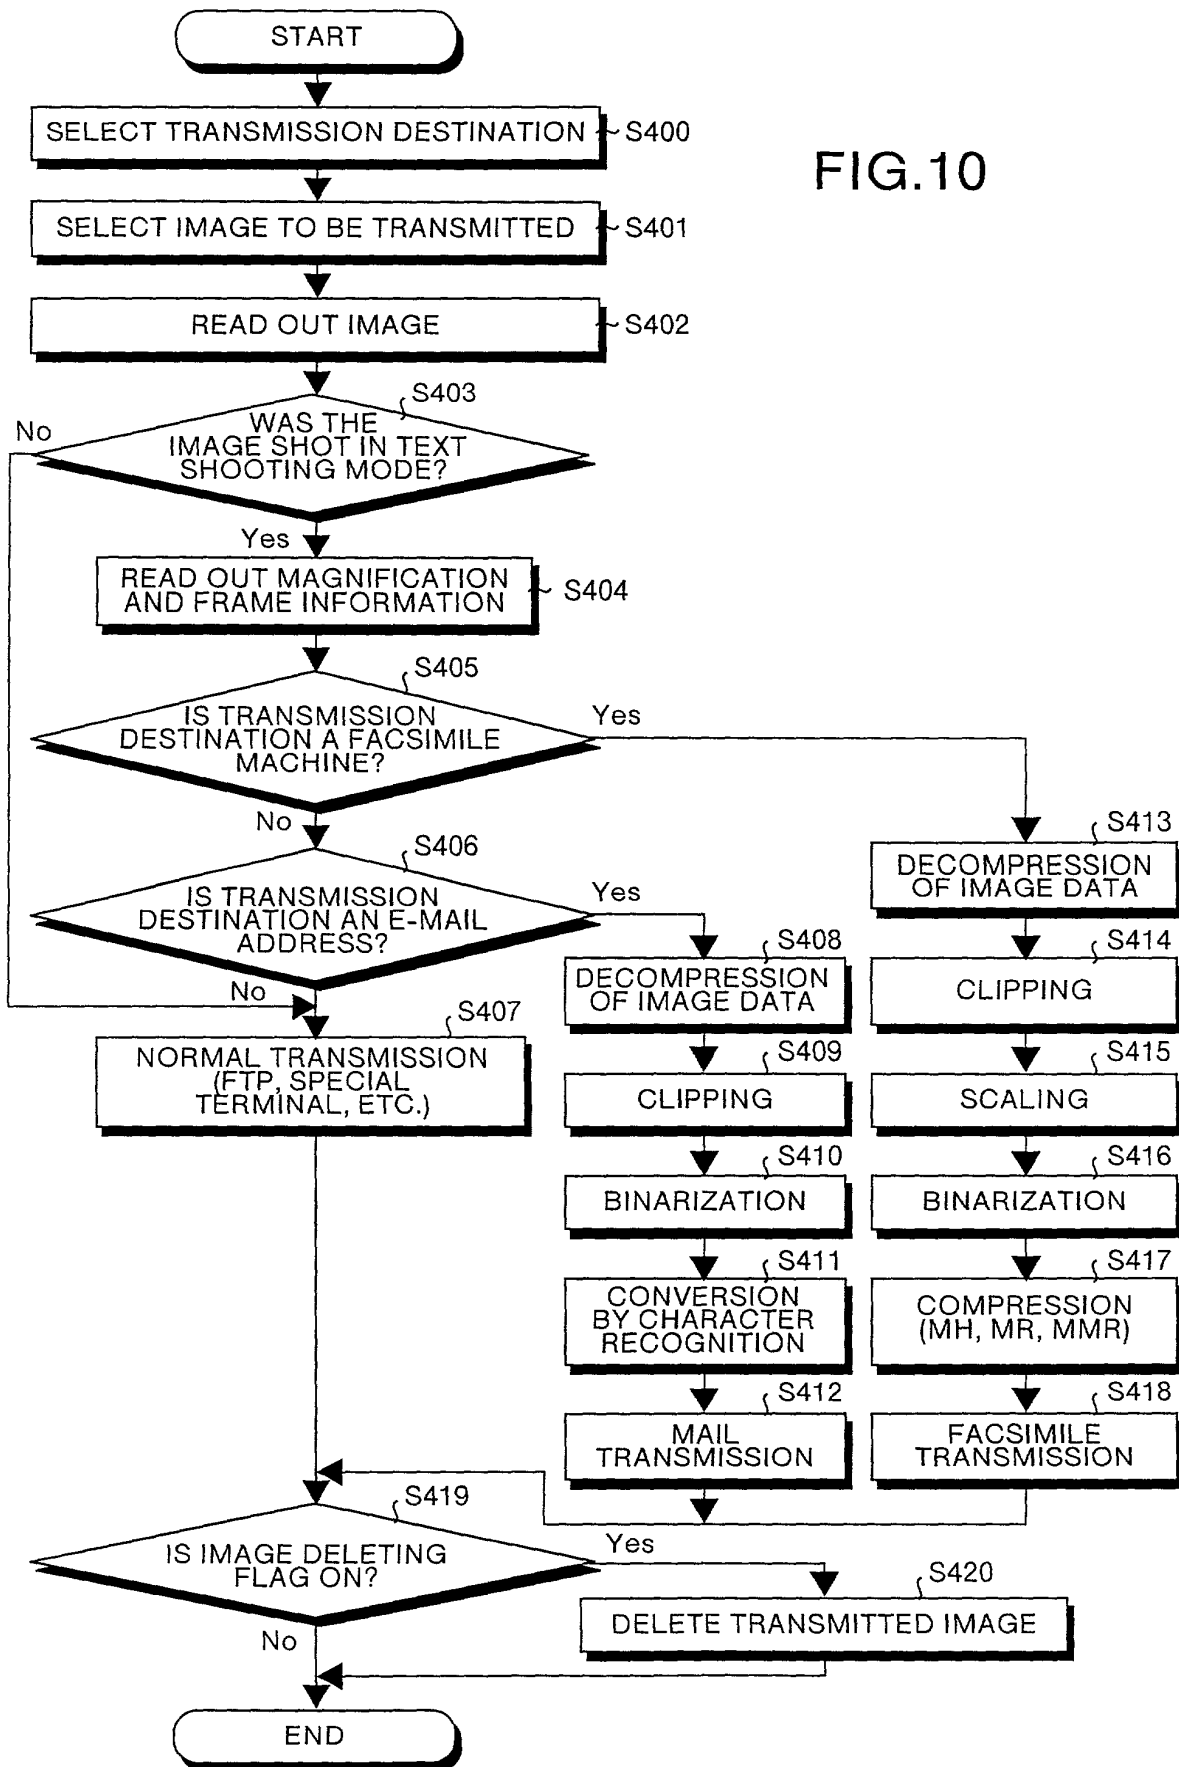 START
SELECT TRANSMISSION DESTINATION
S400
FIG.10
SELECT IMAGE TO BE TRANSMITTED
S401
READ OUT IMAGE
S402
S403
No
WAS THE
IMAGE SHOT IN TEXT
SHOOTING MODE?
Yes
READ OUT MAGNIFICATION
AND FRAME INFORMATION
S404
S405
IS TRANSMISSION
DESTINATION A FACSIMILE
MACHINE?
Yes
No
S406
IS TRANSMISSION
DESTINATION AN E-MAIL
ADDRESS?
Yes
No
S407
NORMAL TRANSMISSION
(FTP, SPECIAL
TERMINAL, ETC.)
S408
DECOMPRESSION
OF IMAGE DATA
S409
CLIPPING
S410
BINARIZATION
S411
CONVERSION
BY CHARACTER
RECOGNITION
S412
MAIL
TRANSMISSION
S413
DECOMPRESSION
OF IMAGE DATA
S414
CLIPPING
S415
SCALING
S416
BINARIZATION
S417
COMPRESSION
(MH, MR, MMR)
S418
FACSIMILE
TRANSMISSION
S419
IS IMAGE DELETING
FLAG ON?
Yes
No
S420
DELETE TRANSMITTED IMAGE
END